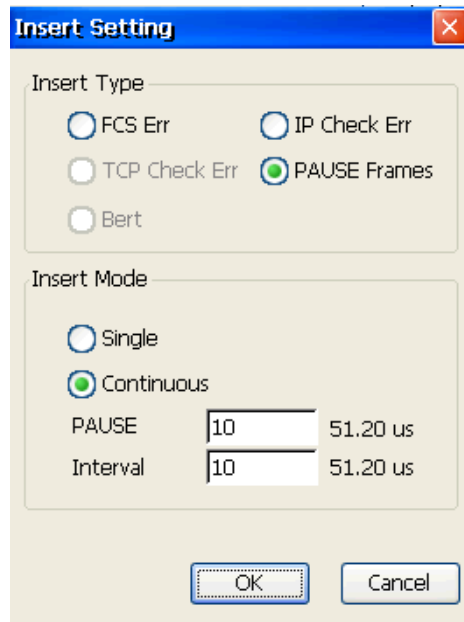 Insert Setting
Insert Type
FCS Err
IP Check Err
TCP Check Err
PAUSE Frames
Bert
Insert Mode
Single
Continuous
PAUSE 10 51.20 us
Interval 10 51.20 us
OK Cancel